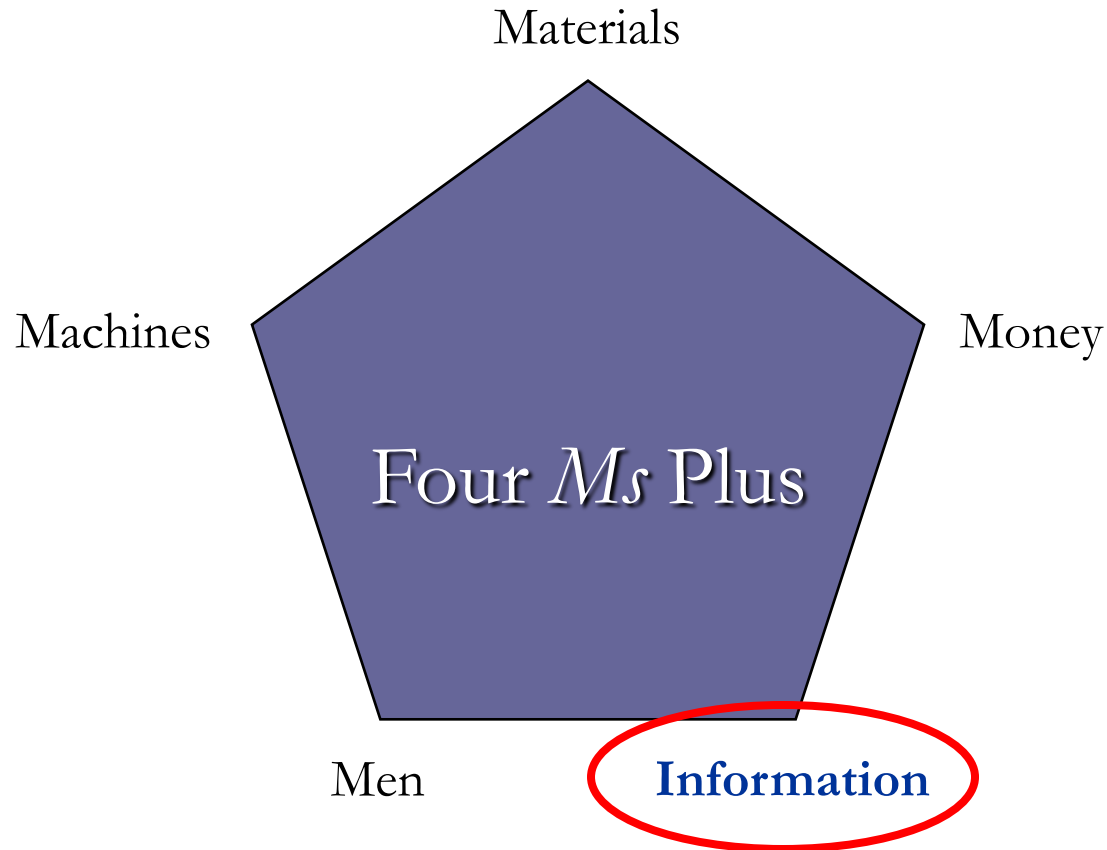 Materials
Machines
Money
Four Ms Plus
Men
Information